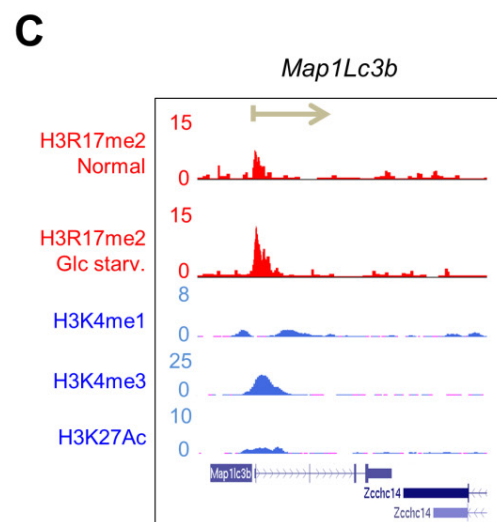 C
Map1Lc3b
15
H3R17me2
Normal
0
15
H3R17me2
Glc starv.
0
8
H3K4me1
0
25
H3K4me3
0
10
H3K27Ac
0
Map1lc3b
Zcchc14
Zcchc14